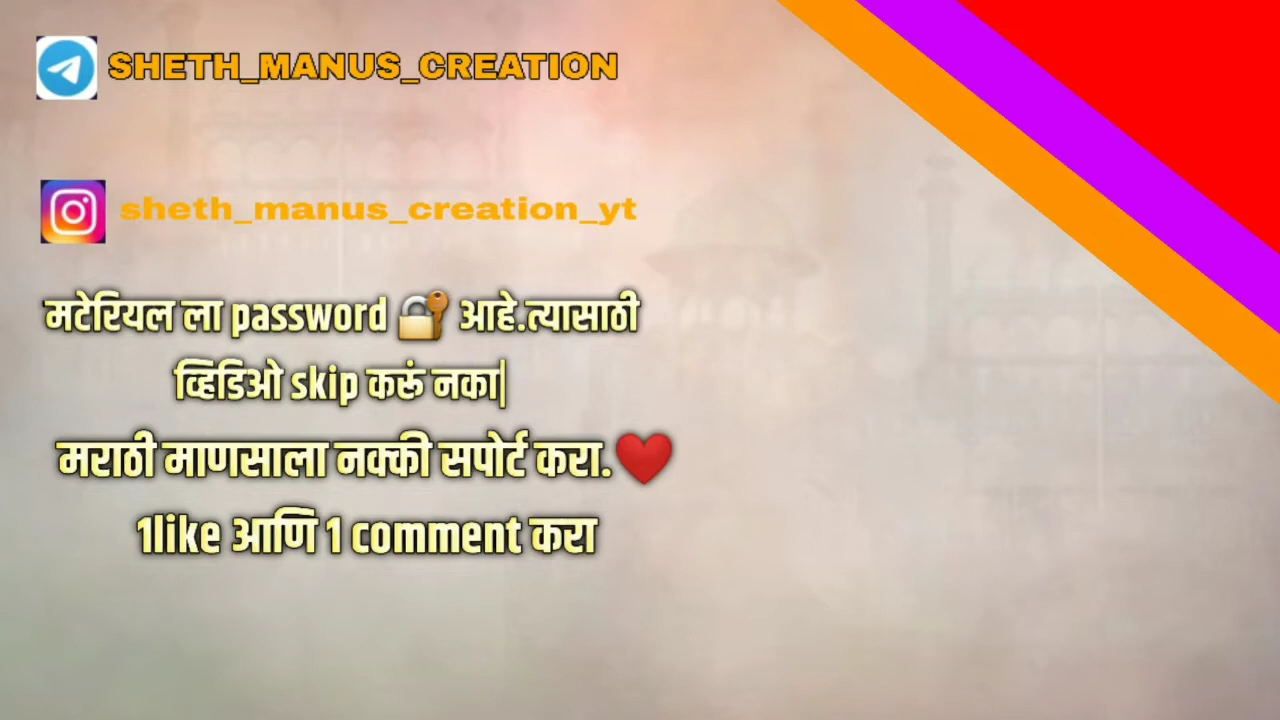 SHETH_MANUS_CREATION
sheth_manus_creation_yt
मटेरियल ला password 🔐 आहे.त्यासाठी
व्हिडिओ skip करूं नका|
मराठी माणसाला नक्की सपोर्ट करा.❤️
1like आणि 1 comment करा